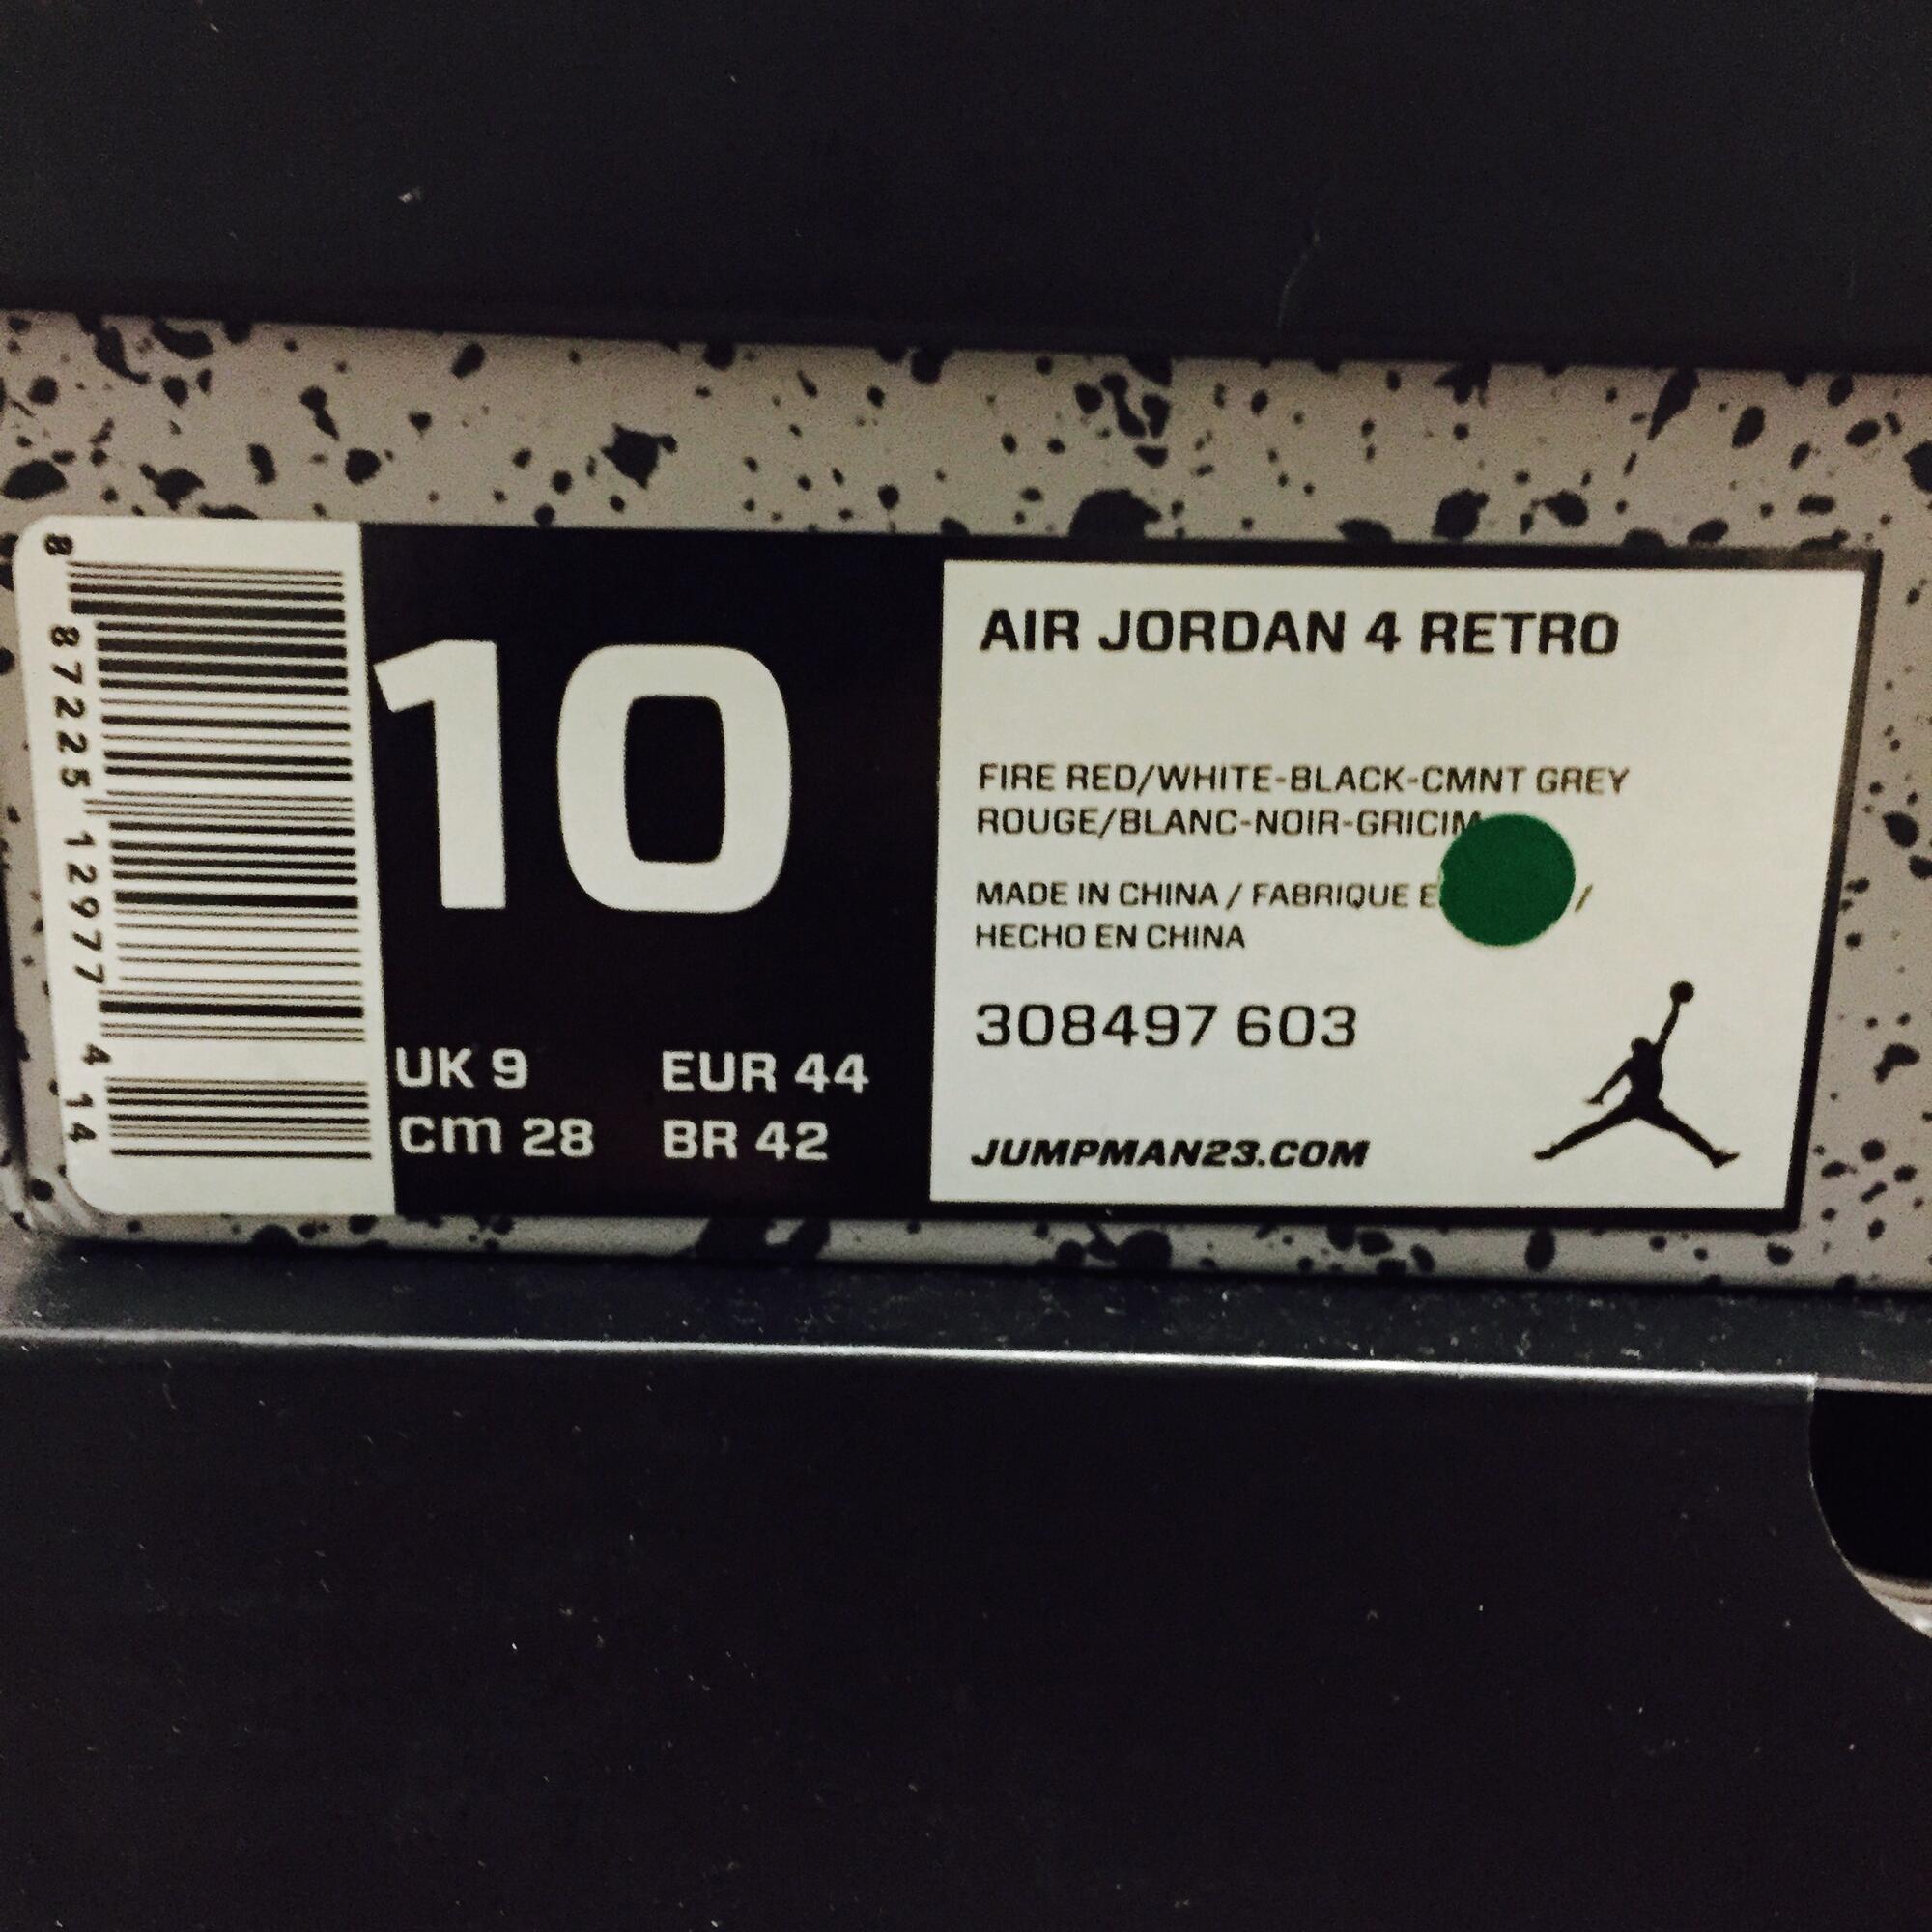 8 87225 12977 4 14
10
UK 9 EUR 44
cm 28 BR 42
AIR JORDAN 4 RETRO
FIRE RED/WHITE-BLACK-CMNT GREY
ROUGE/BLANC-NOIR-GRICIM
MADE IN CHINA / FABRIQUE /
HECHO EN CHINA
308497 603
JUMPMAN23.COM